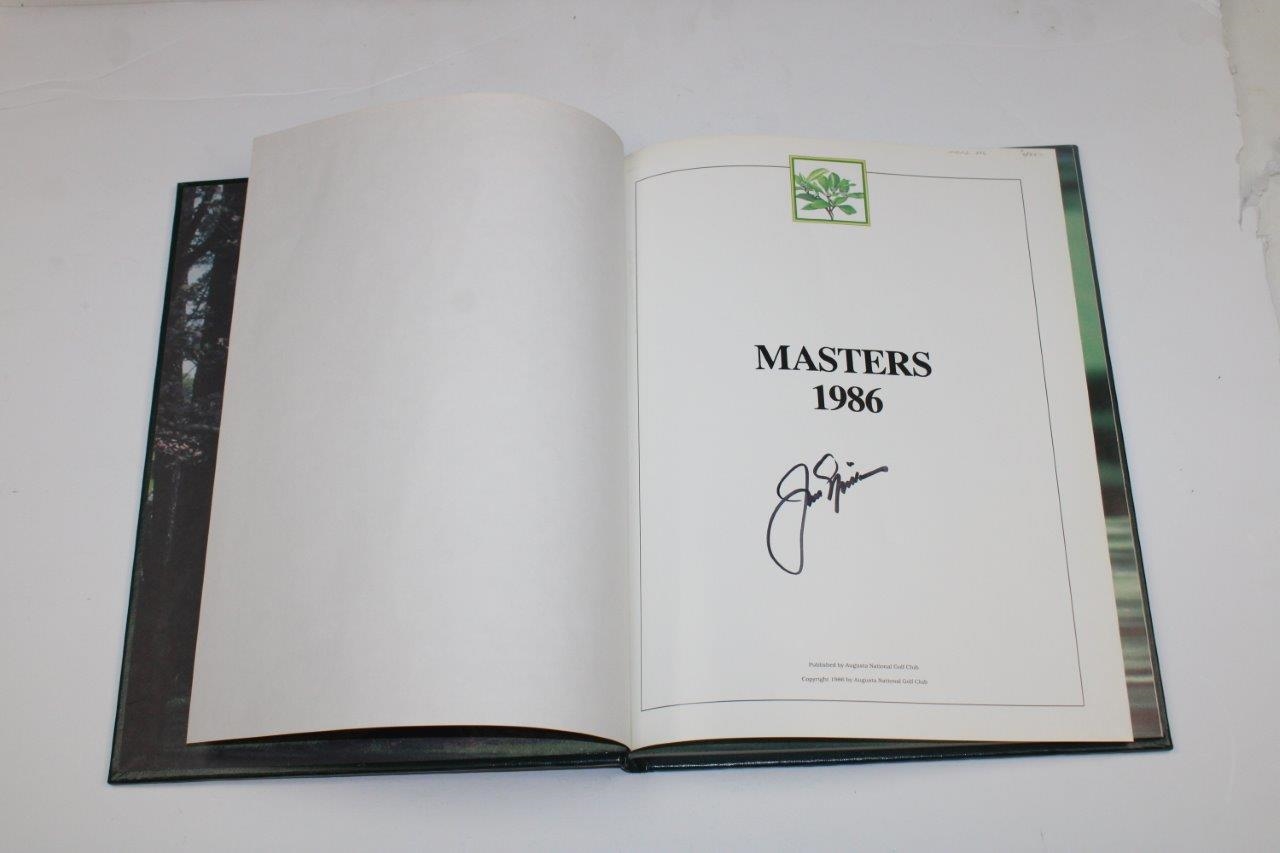 MASTERS
1986
Published by Augusta National Golf Club
Copyright 1986 by Augusta National Golf Club